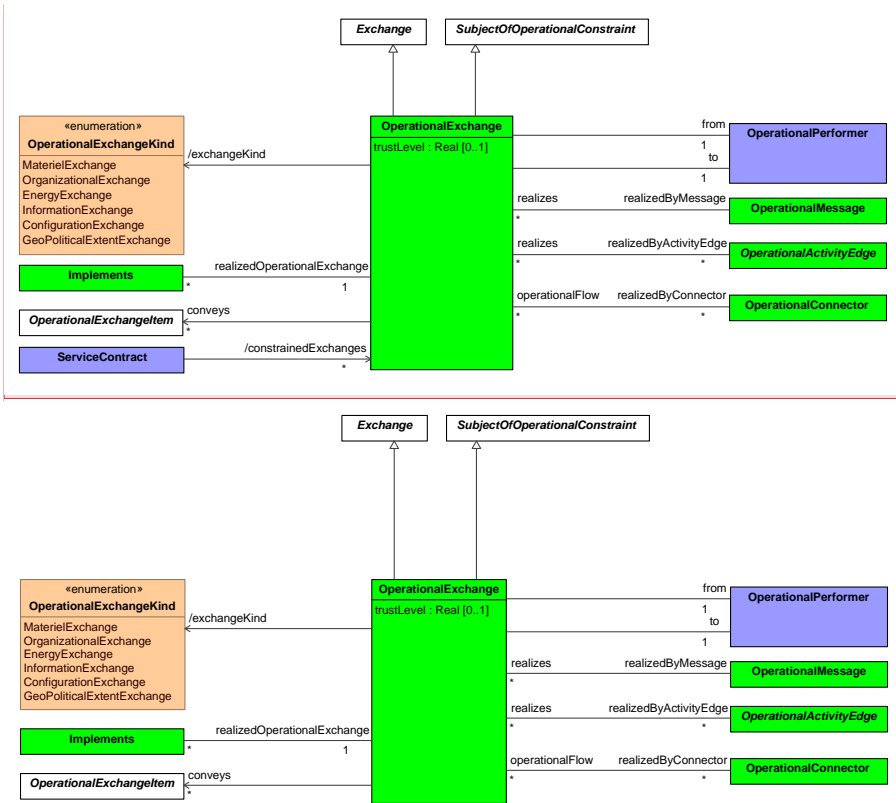 Exchange SubjectOfOperationalConstraint
«enumeration»
OperationalExchangeKind
MaterielExchange
OrganizationalExchange
EnergyExchange
InformationExchange
ConfigurationExchange
GeoPoliticalExtentExchange
/exchangeKind
OperationalExchange
trustLevel : Real [0..1]
from
1
to
1
OperationalPerformer
realizes realizedByMessage
*
OperationalMessage
realizes realizedByActivityEdge
* *
OperationalActivityEdge
Implements
realizedOperationalExchange
* 1
operationalFlow realizedByConnector
* *
OperationalConnector
OperationalExchangeItem
conveys
*
ServiceContract
/constrainedExchanges
*
Exchange SubjectOfOperationalConstraint
«enumeration»
OperationalExchangeKind
MaterielExchange
OrganizationalExchange
EnergyExchange
InformationExchange
ConfigurationExchange
GeoPoliticalExtentExchange
/exchangeKind
OperationalExchange
trustLevel : Real [0..1]
from
1
to
1
OperationalPerformer
realizes realizedByMessage
*
OperationalMessage
realizes realizedByActivityEdge
* *
OperationalActivityEdge
Implements
realizedOperationalExchange
* 1
operationalFlow realizedByConnector
* *
OperationalConnector
OperationalExchangeItem
conveys
*